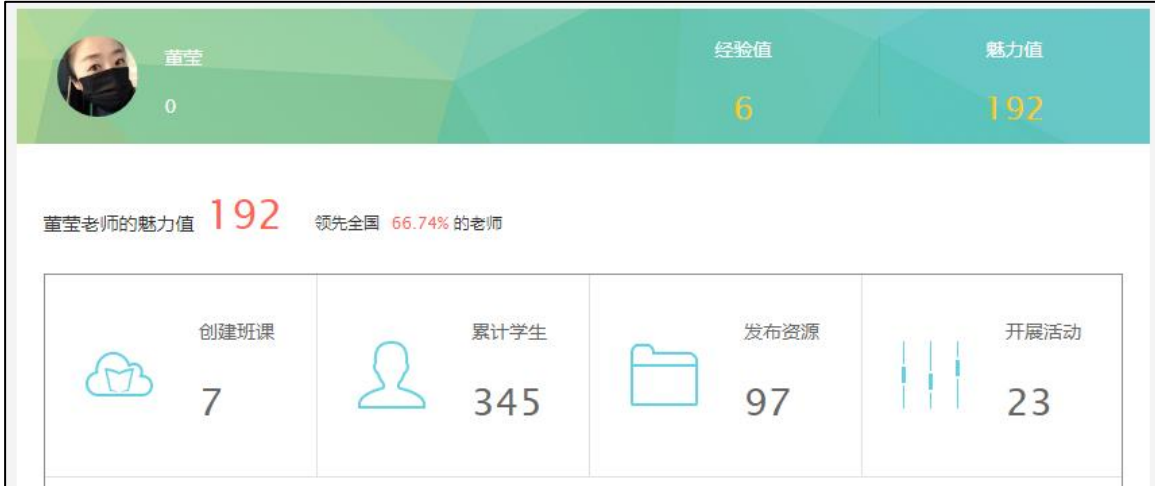 董莹 经验值 魅力值
0 6 192
董莹老师的魅力值 192 领先全国 66.74% 的老师
创建班课 累计学生 发布资源 开展活动
7 345 97 23